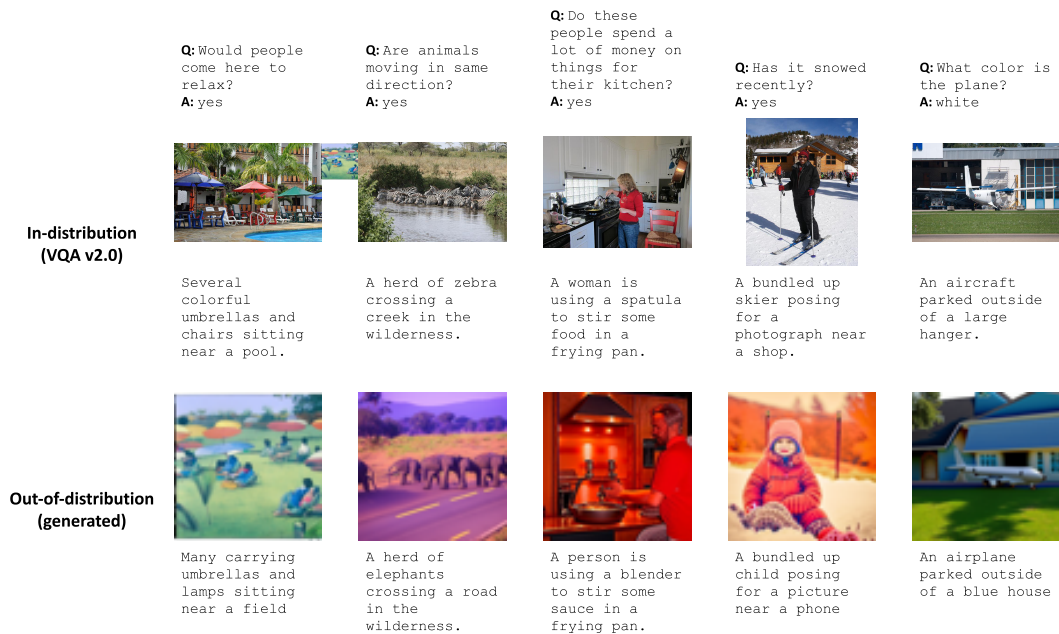 Q: Would people
come here to
relax?
A: yes
Q: Are animals
moving in same
direction?
A: yes
Q: Do these
people spend a
lot of money on
things for
their kitchen?
A: yes
Q: Has it snowed
recently?
A: yes
Q: What color is
the plane?
A: white
In-distribution
(VQA v2.0)
Several
colorful
umbrellas and
chairs sitting
near a pool.
A herd of zebra
crossing a
creek in the
wilderness.
A woman is
using a spatula
to stir some
food in a
frying pan.
A bundled up
skier posing
for a
photograph near
a shop.
An aircraft
parked outside
of a large
hanger.
Out-of-distribution
(generated)
Many carrying
umbrellas and
lamps sitting
near a field
A herd of
elephants
crossing a road
in the
wilderness.
A person is
using a blender
to stir some
sauce in a
frying pan.
A bundled up
child posing
for a picture
near a phone
An airplane
parked outside
of a blue house